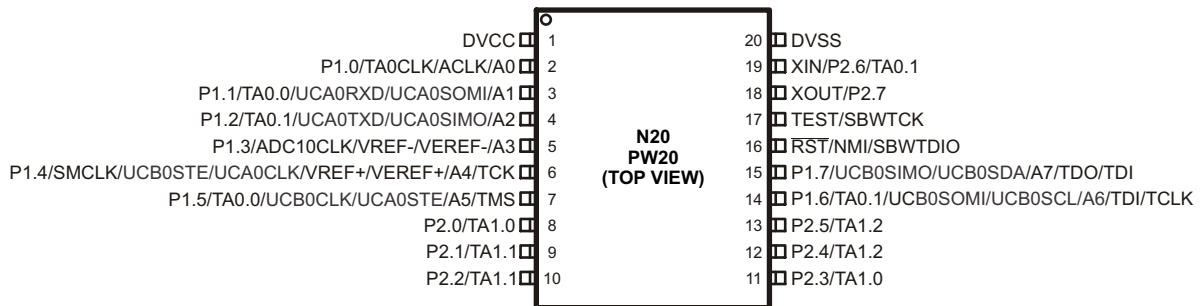 DVCC 1
P1.0/TA0CLK/ACLK/A0 2
P1.1/TA0.0/UCA0RXD/UCA0SOMI/A1 3
P1.2/TA0.1/UCA0TXD/UCA0SIMO/A2 4
P1.3/ADC10CLK/VREF-/VEREF-/A3 5
P1.4/SMCLK/UCB0STE/UCA0CLK/VREF+/VEREF+/A4/TCK 6
P1.5/TA0.0/UCB0CLK/UCA0STE/A5/TMS 7
P2.0/TA1.0 8
P2.1/TA1.1 9
P2.2/TA1.1 10
N20
PW20
(TOP VIEW)
20 DVSS
19 XIN/P2.6/TA0.1
18 XOUT/P2.7
17 TEST/SBWTCK
16 RST/NMI/SBWTDIO
15 P1.7/UCB0SIMO/UCB0SDA/A7/TDO/TDI
14 P1.6/TA0.1/UCB0SOMI/UCB0SCL/A6/TDI/TCLK
13 P2.5/TA1.2
12 P2.4/TA1.2
11 P2.3/TA1.0